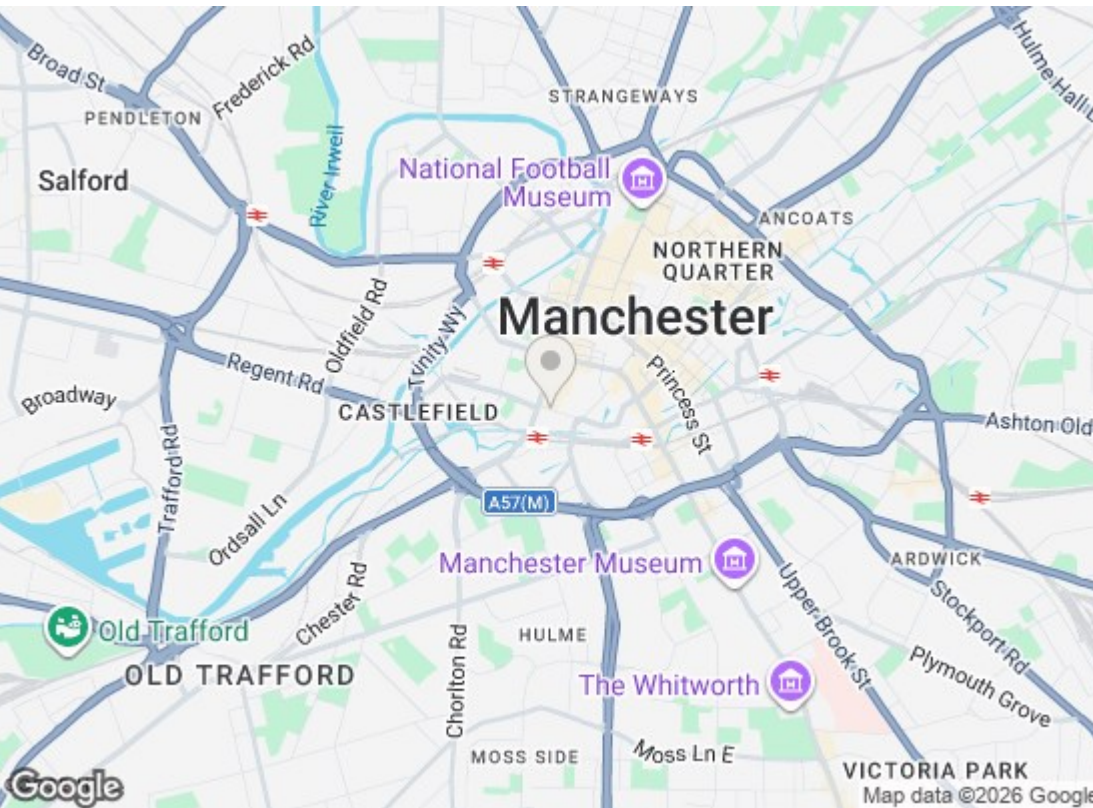 Broad St
Frederick Rd
PENDLETON
STRANGEWAYS
Hulme Hall L
River Irwell
Salford
National Football
Museum
ANCOATS
NORTHERN
QUARTER
Manchester
Oldfield Rd
Trinity Wy
Regent Rd
Princess St
Broadway
CASTLEFIELD
Ashton Old
Trafford Rd
A57(M)
Ordsall Ln
Manchester Museum
ARDWICK
Chester Rd
Upper Brook St
Stockport Rd
Old Trafford
HULME
OLD TRAFFORD
Chorlton Rd
The Whitworth
Plymouth Grove
MOSS SIDE
Moss Ln E
VICTORIA PARK
Google
Map data ©2026 Google